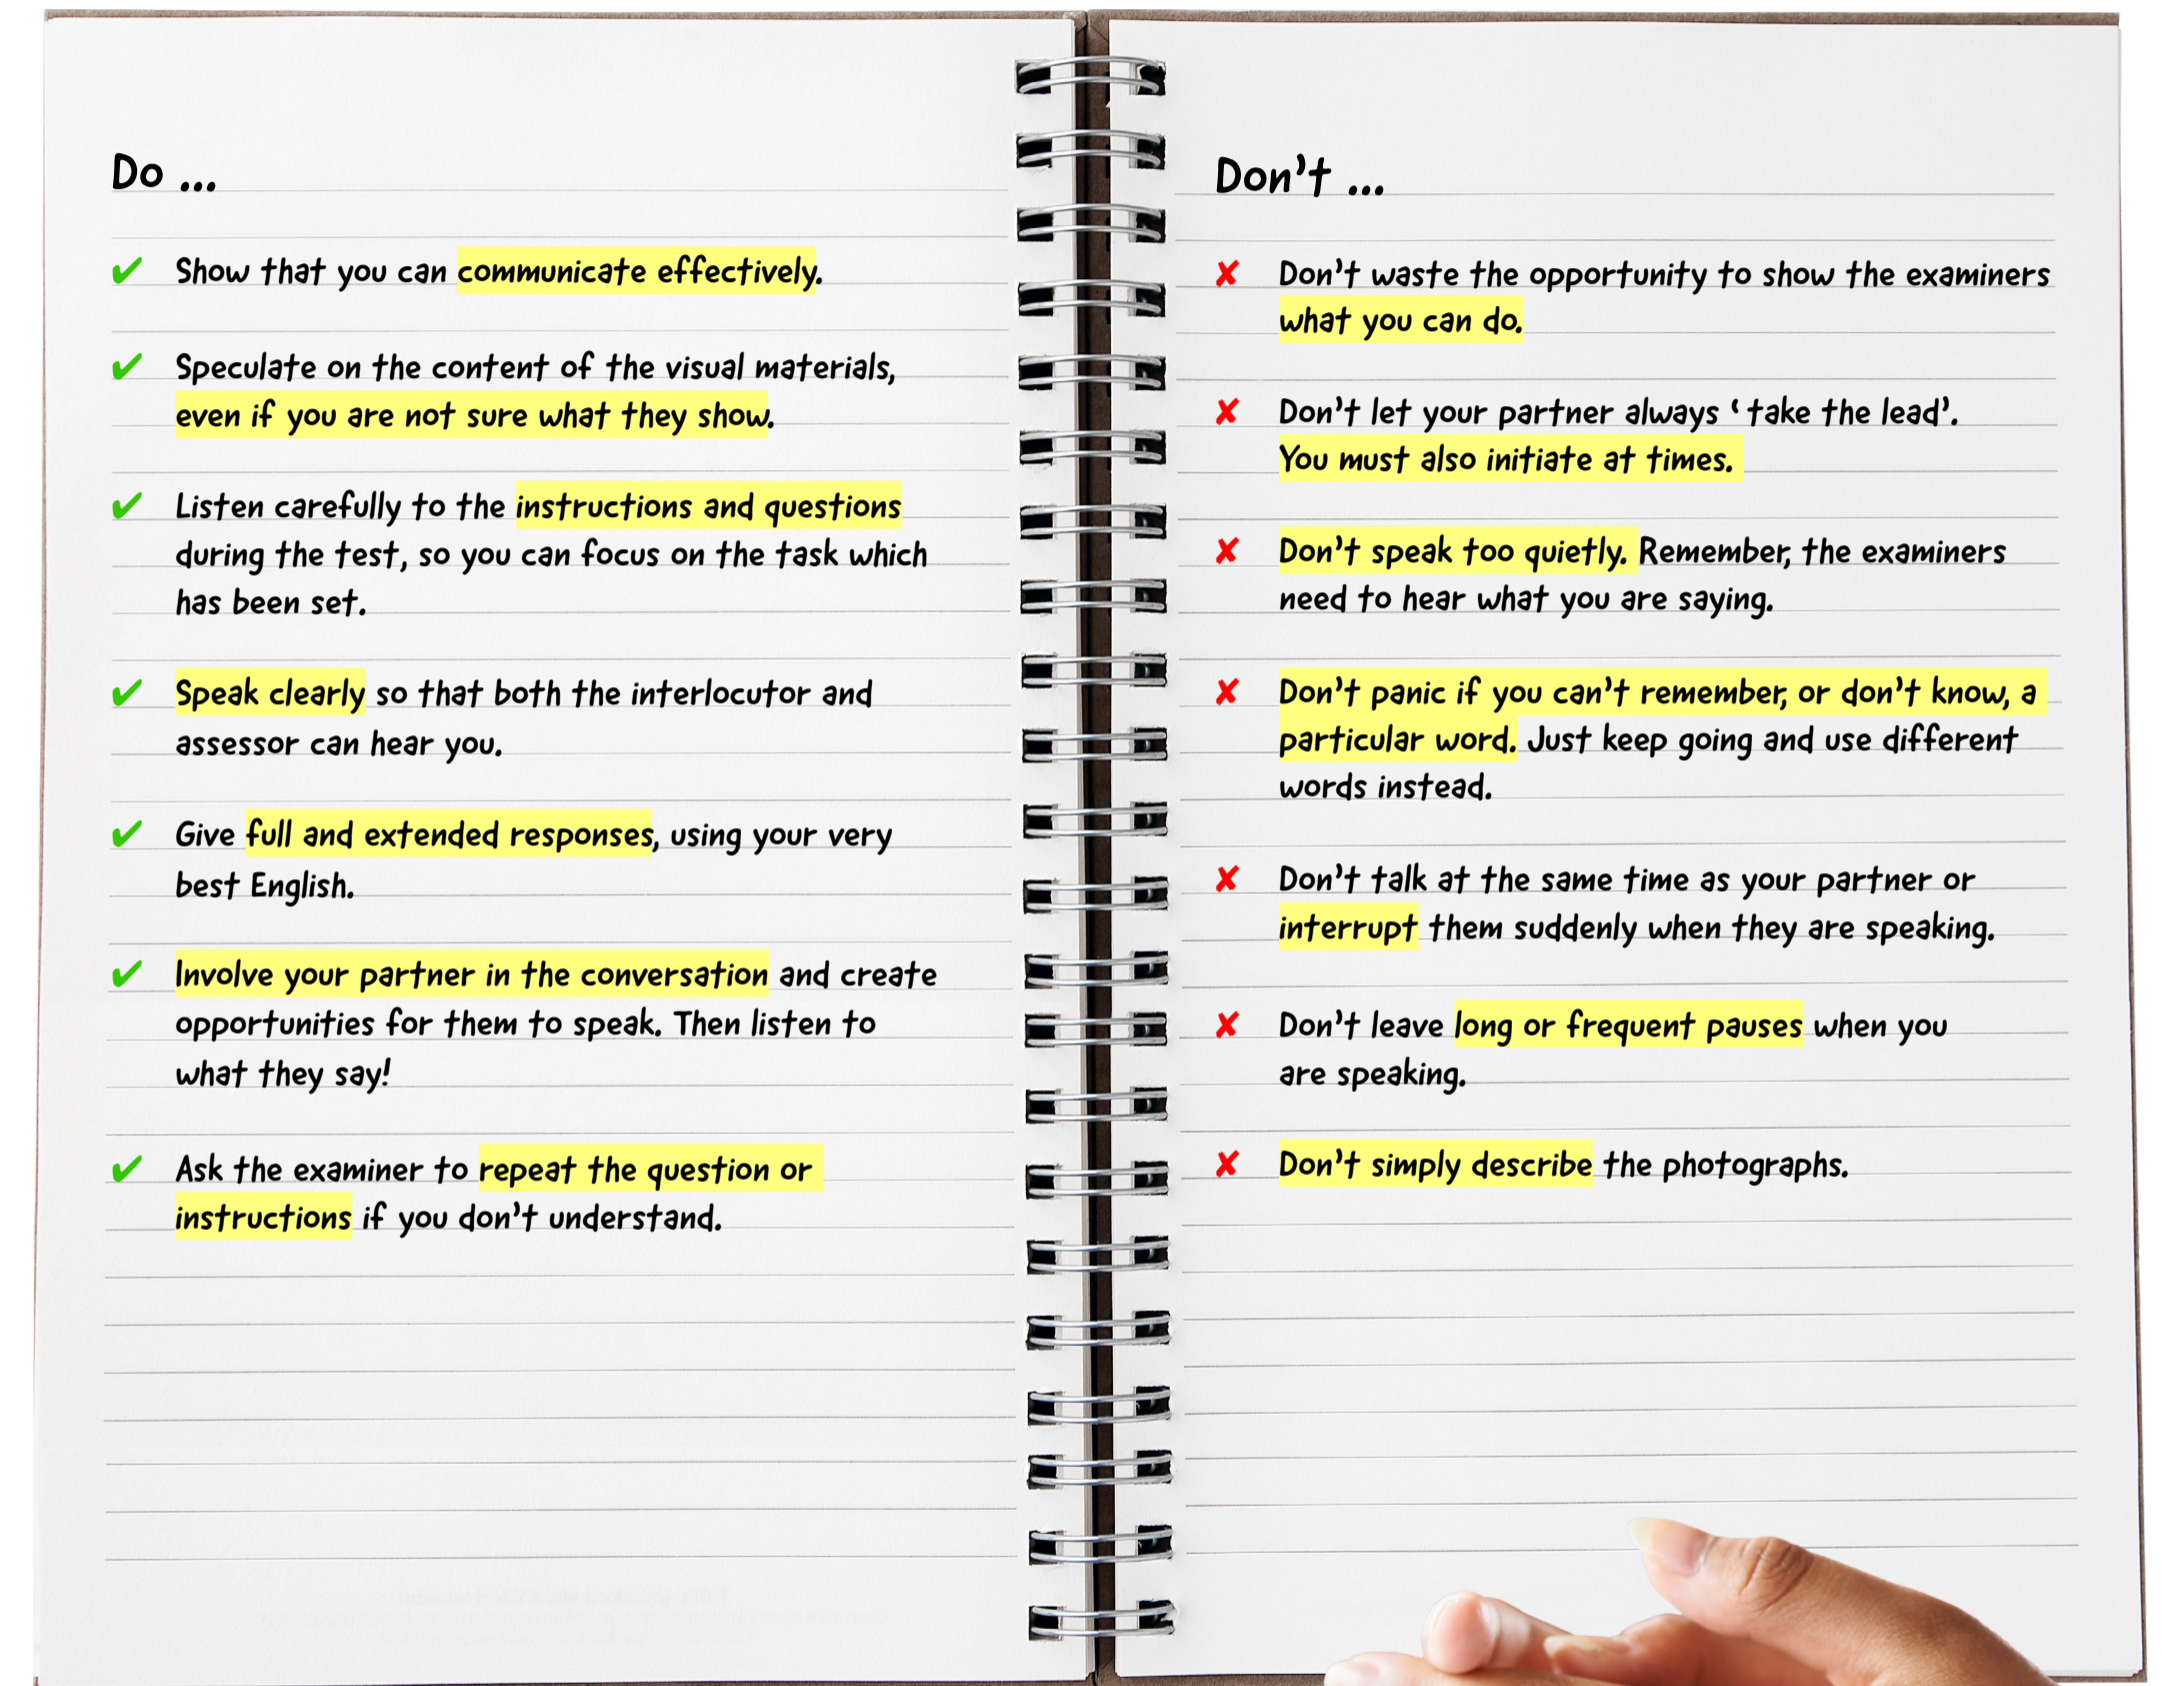 Do ...
✔ Show that you can communicate effectively.
✔ Speculate on the content of the visual materials,
even if you are not sure what they show.
✔ Listen carefully to the instructions and questions
during the test, so you can focus on the task which
has been set.
✔ Speak clearly so that both the interlocutor and
assessor can hear you.
✔ Give full and extended responses, using your very
best English.
✔ Involve your partner in the conversation and create
opportunities for them to speak. Then listen to
what they say!
✔ Ask the examiner to repeat the question or
instructions if you don't understand.
Don't ...
✘ Don't waste the opportunity to show the examiners
what you can do.
✘ Don't let your partner always ‘ take the lead’.
You must also initiate at times.
✘ Don't speak too quietly. Remember, the examiners
need to hear what you are saying.
✘ Don't panic if you can't remember, or don't know, a
particular word. Just keep going and use different
words instead.
✘ Don't talk at the same time as your partner or
interrupt them suddenly when they are speaking.
✘ Don't leave long or frequent pauses when you
are speaking.
✘ Don't simply describe the photographs.